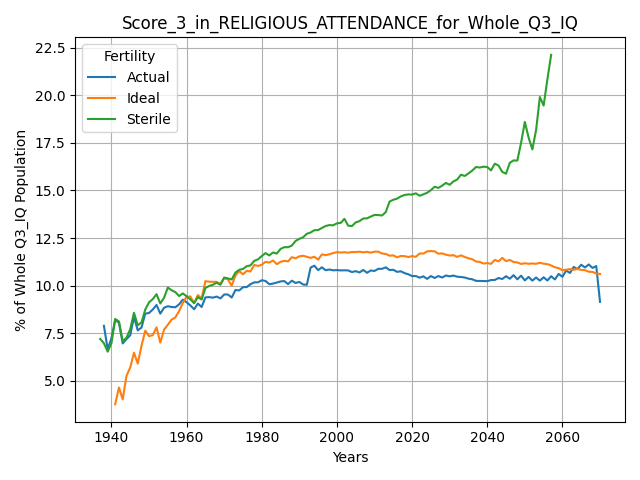 Score_3_in_RELIGIOUS_ATTENDANCE_for_Whole_Q3_IQ
Fertility
Actual
Ideal
Sterile
% of Whole Q3_IQ Population
22.5
20.0
17.5
15.0
12.5
10.0
7.5
5.0
1940 1960 1980 2000 2020 2040 2060
Years